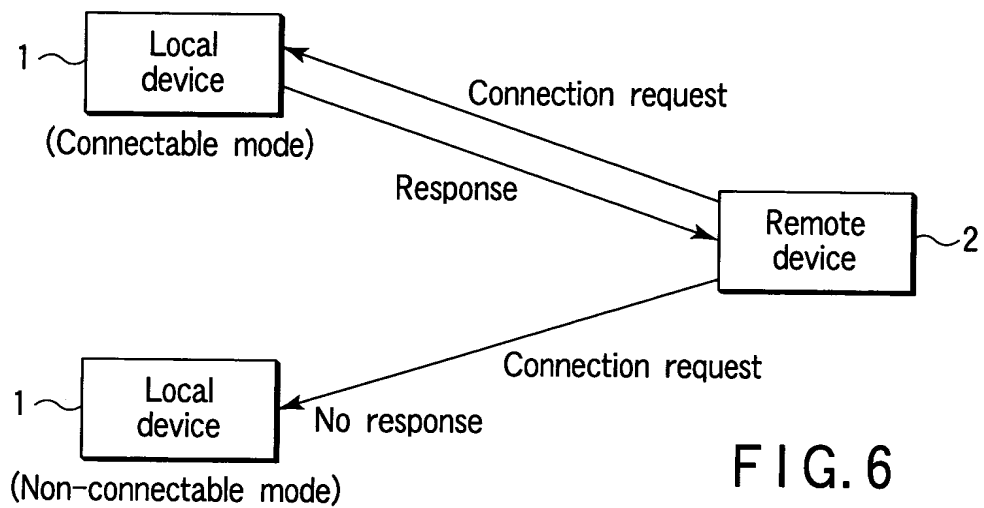 1
Local
device
(Connectable mode)
Connection request
Response
Remote
device
2
Connection request
1
Local
device
No response
(Non-connectable mode)
FIG. 6